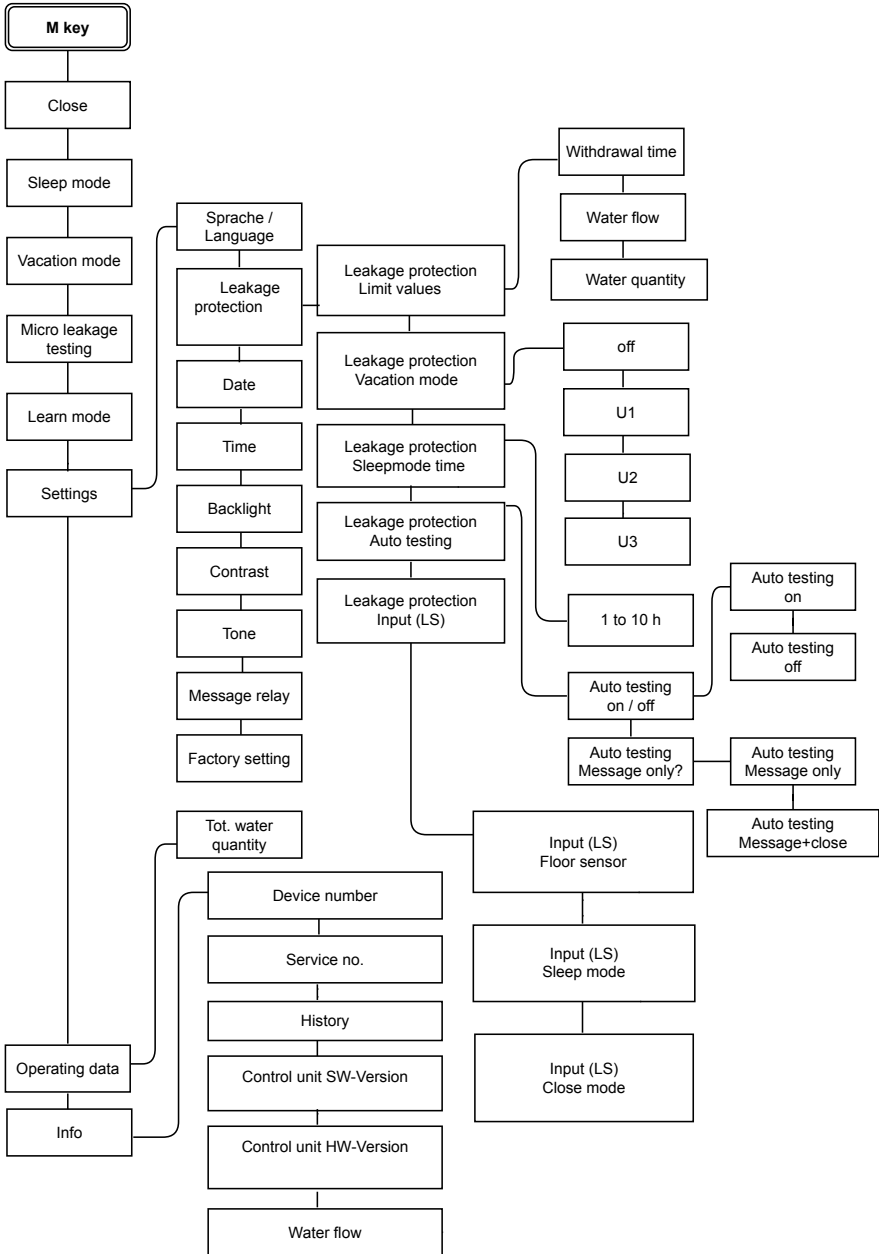 M key
Close
Sleep mode
Vacation mode
Micro leakage
testing
Learn mode
Settings
Operating data
Info
Sprache /
Language
Leakage
protection
Date
Time
Backlight
Contrast
Tone
Message relay
Factory setting
Tot. water
quantity
Device number
Service no.
History
Control unit SW-Version
Control unit HW-Version
Water flow
Leakage protection
Limit values
Leakage protection
Vacation mode
Leakage protection
Sleepmode time
Leakage protection
Auto testing
Leakage protection
Input (LS)
Withdrawal time
Water flow
Water quantity
off
U1
U2
U3
1 to 10 h
Auto testing
on / off
Auto testing
Message only?
Auto testing
on
Auto testing
off
Auto testing
Message only
Auto testing
Message+close
Input (LS)
Floor sensor
Input (LS)
Sleep mode
Input (LS)
Close mode